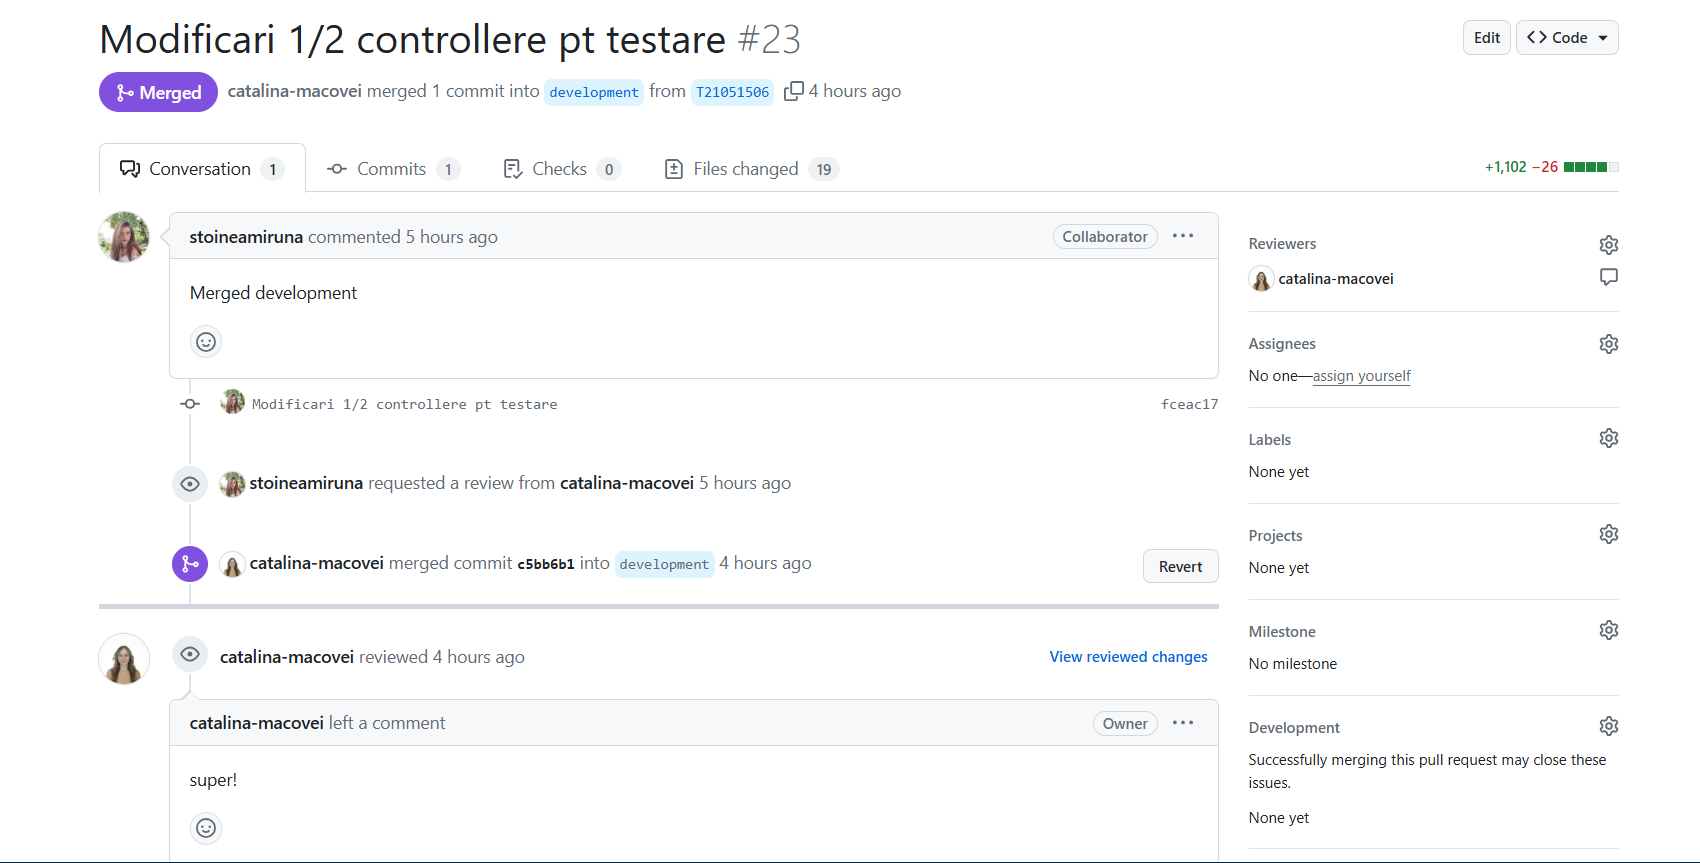 Modificari 1/2 controllere pt testare #23
Edit
Code
Merged
catalina-macovei merged 1 commit into development from T21051506 4 hours ago
Conversation 1
Commits 1
Checks 0
Files changed 19
+1,102 −26
stoineamiruna commented 5 hours ago
Collaborator
Merged development
Modificari 1/2 controllere pt testare
fceac17
stoineamiruna requested a review from catalina-macovei 5 hours ago
catalina-macovei merged commit c5bb6b1 into development 4 hours ago
Revert
catalina-macovei reviewed 4 hours ago
View reviewed changes
catalina-macovei left a comment
Owner
super!
Reviewers
catalina-macovei
Assignees
No one—assign yourself
Labels
None yet
Projects
None yet
Milestone
No milestone
Development
Successfully merging this pull request may close these
issues.
None yet